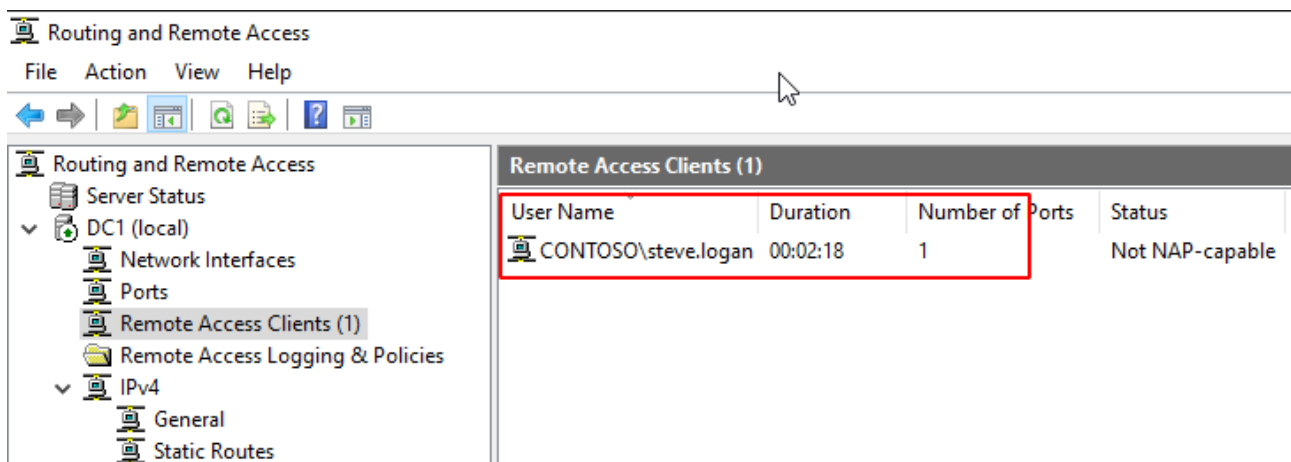 Routing and Remote Access
File Action View Help
Routing and Remote Access
Server Status
DC1 (local)
Network Interfaces
Ports
Remote Access Clients (1)
Remote Access Logging & Policies
IPv4
General
Static Routes
Remote Access Clients (1)
User Name Duration Number of Ports Status
CONTOSO\steve.logan 00:02:18 1 Not NAP-capable